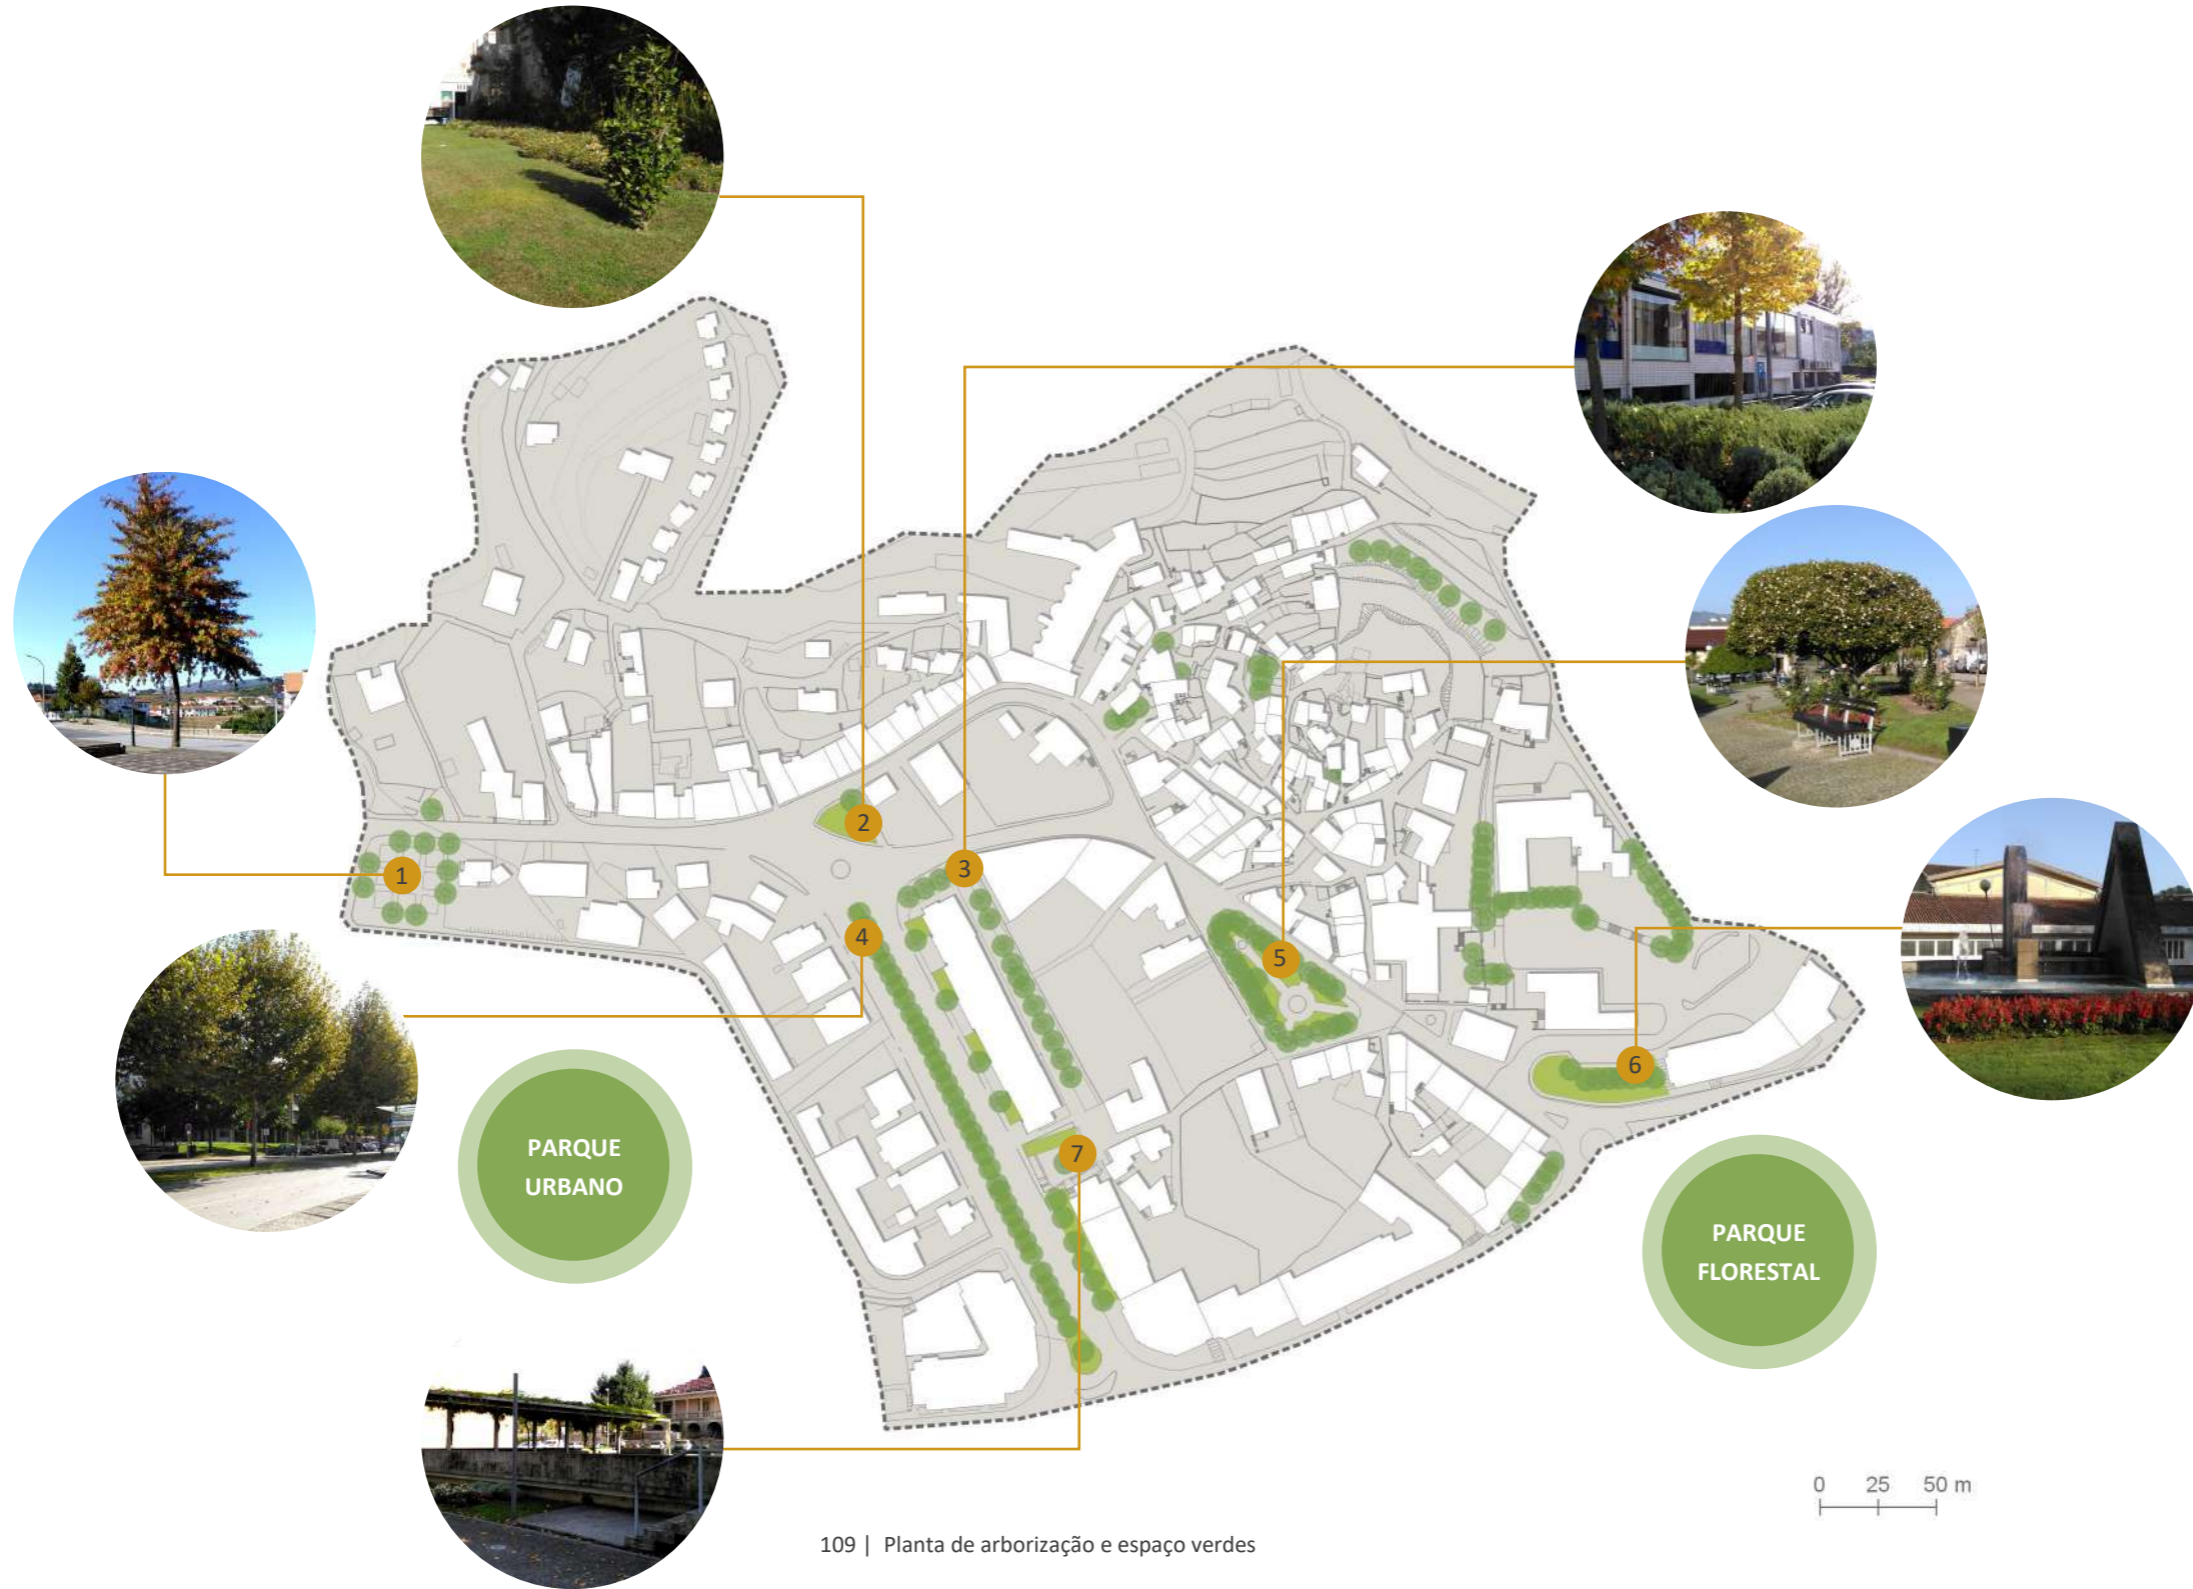 1
2
3
4
5
6
7
PARQUE
URBANO
PARQUE
FLORESTAL
0 25 50 m
109 | Planta de arborização e espaço verdes